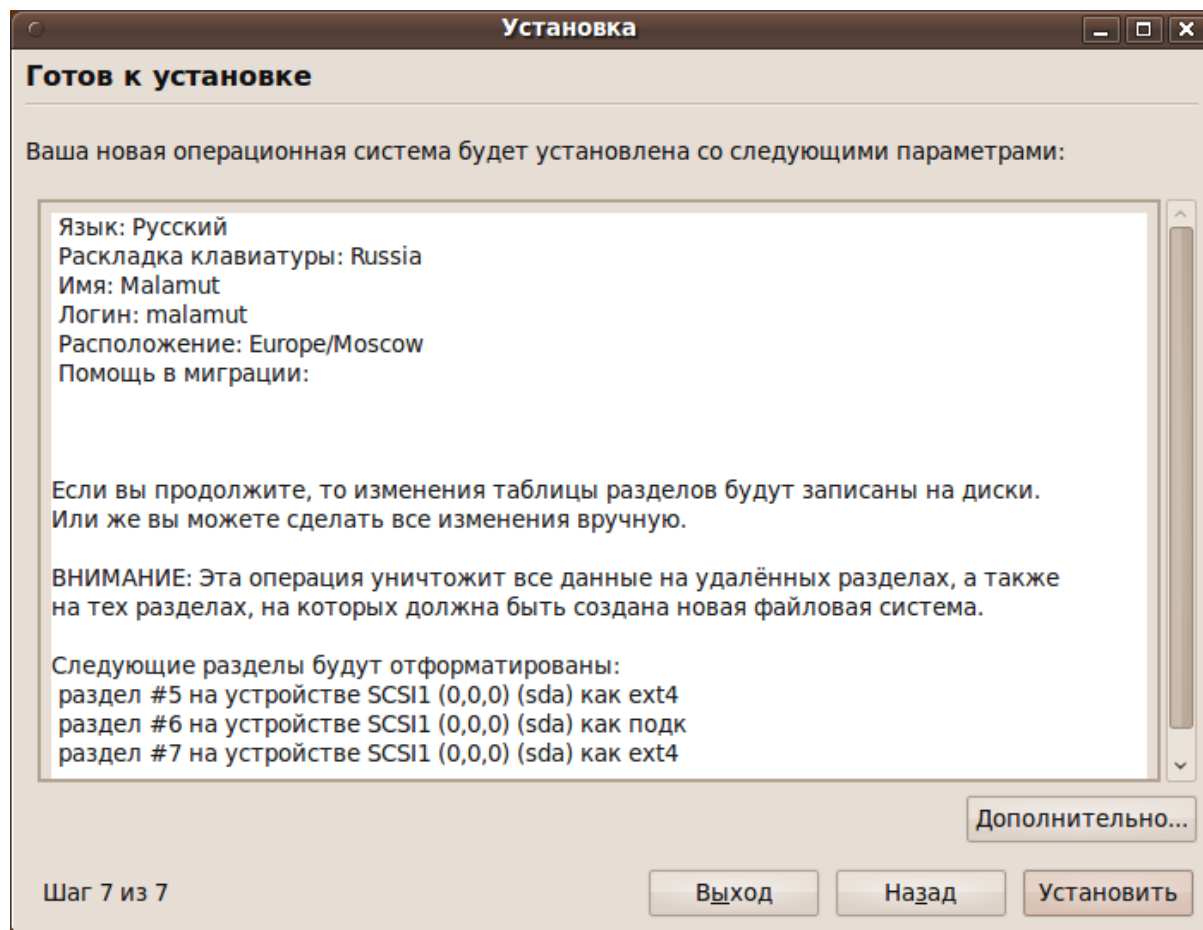 Установка
Готов к установке
Ваша новая операционная система будет установлена со следующими параметрами:
Язык: Русский
Раскладка клавиатуры: Russia
Имя: Malamut
Логин: malamut
Расположение: Europe/Moscow
Помощь в миграции:
Если вы продолжите, то изменения таблицы разделов будут записаны на диски.
Или же вы можете сделать все изменения вручную.
ВНИМАНИЕ: Эта операция уничтожит все данные на удалённых разделах, а также
на тех разделах, на которых должна быть создана новая файловая система.
Следующие разделы будут отформатированы:
раздел #5 на устройстве SCSI1 (0,0,0) (sda) как ext4
раздел #6 на устройстве SCSI1 (0,0,0) (sda) как подк
раздел #7 на устройстве SCSI1 (0,0,0) (sda) как ext4
Дополнительно...
Шаг 7 из 7
Выход
Назад
Установить